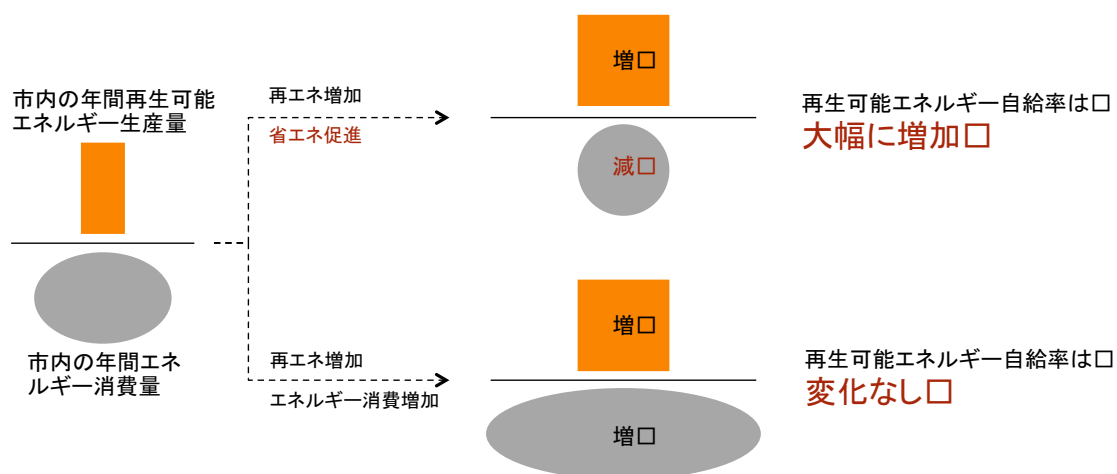 市内の年間再生可能
エネルギー生産量
市内の年間エネ
ルギー消費量
再エネ増加
省エネ促進
増□
減□
再生可能エネルギー自給率は□
大幅に増加□
再エネ増加
エネルギー消費増加
増□
増□
再生可能エネルギー自給率は□
変化なし□